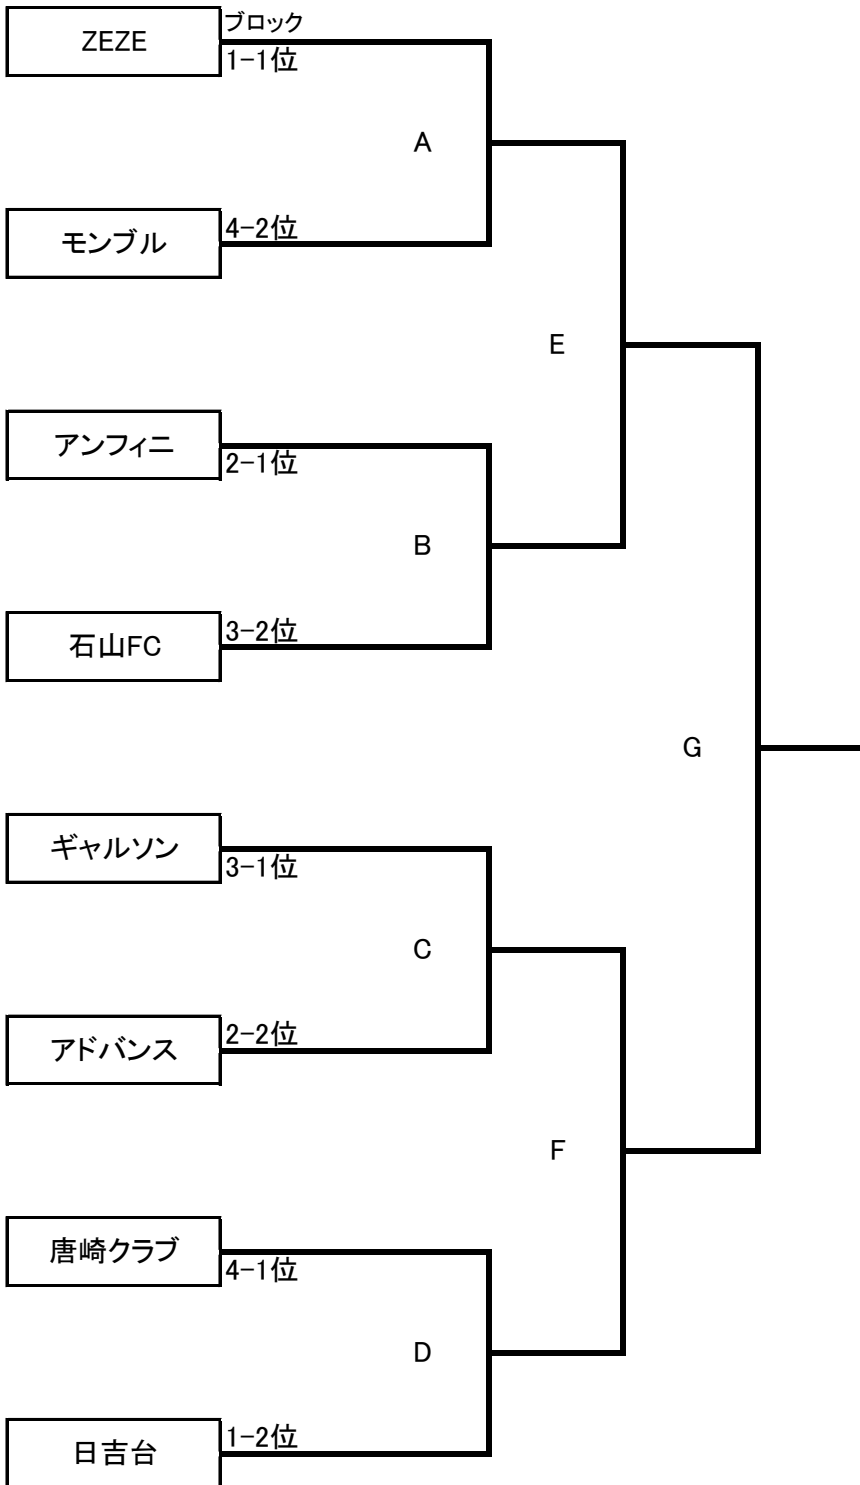 ZEZE
ブロック
1-1位
A
モンブル
4-2位
E
アンフィニ
2-1位
B
石山FC
3-2位
G
ギャルソン
3-1位
C
アドバンス
2-2位
F
唐崎クラブ
4-1位
D
日吉台
1-2位